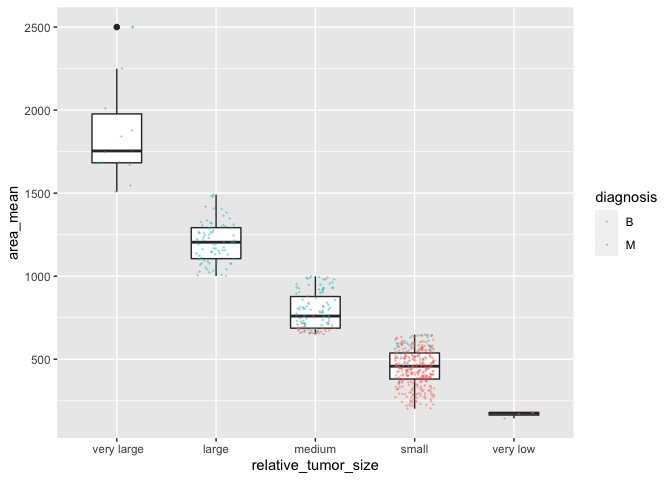 2500
2000
1500
1000
500
area_mean
very large
large
medium
small
very low
relative_tumor_size
diagnosis
B
M